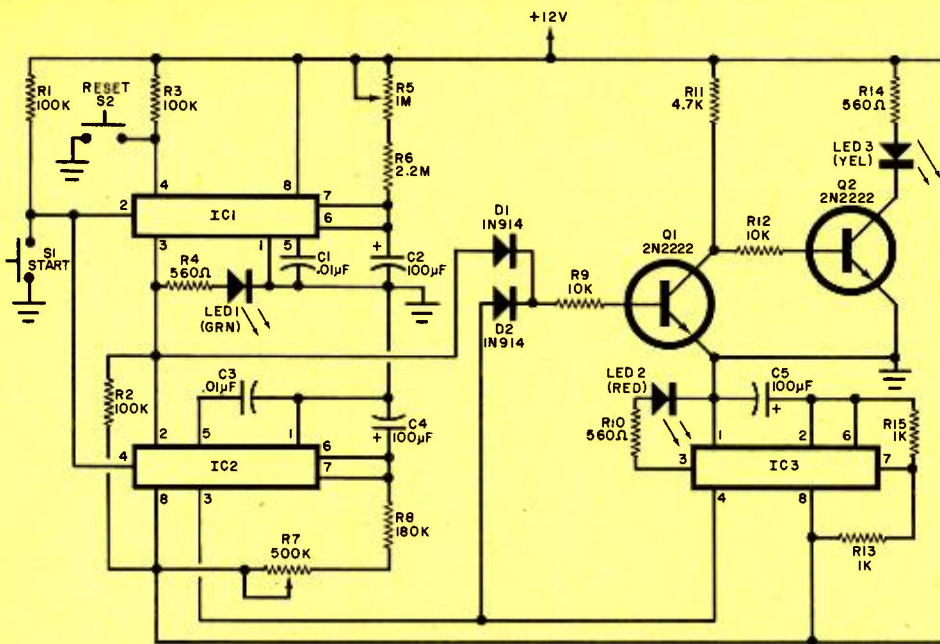 +12V
R1
100K
RESET
S2
R3
100K
R5
1M
R11
4.7K
R14
560Ω
LED 3
(YEL)
R6
2.2M
4
8
7
2
IC1
6
3
1
5
S1
START
R4
560Ω
C1
.01µF
+
C2
100µF
LED 1
(GRN)
D1
1N914
D2
1N914
R9
10K
Q1
2N2222
R12
10K
Q2
2N2222
R2
100K
C3
.01µF
C4
100µF
+
2
5
1
6
4
IC2
7
8
3
R8
180K
R7
500K
LED 2
(RED)
C5
100µF
+
R10
560Ω
R15
1K
1
2
6
3
IC3
7
4
8
R13
1K